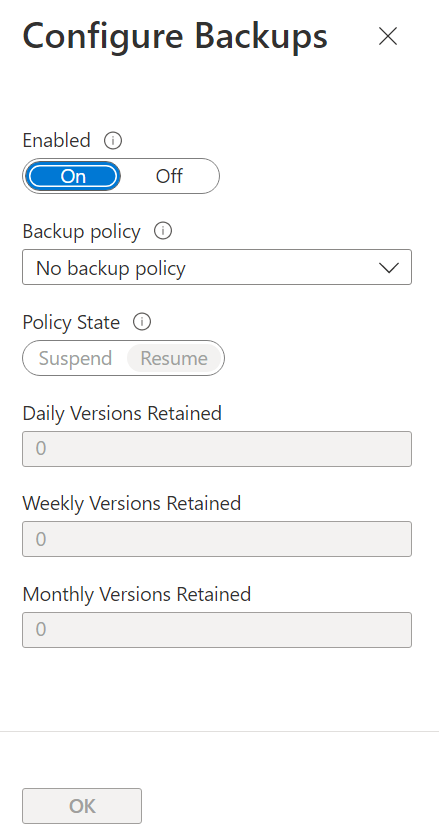 Configure Backups
Enabled
On Off
Backup policy
No backup policy
Policy State
Suspend Resume
Daily Versions Retained
0
Weekly Versions Retained
0
Monthly Versions Retained
0
OK